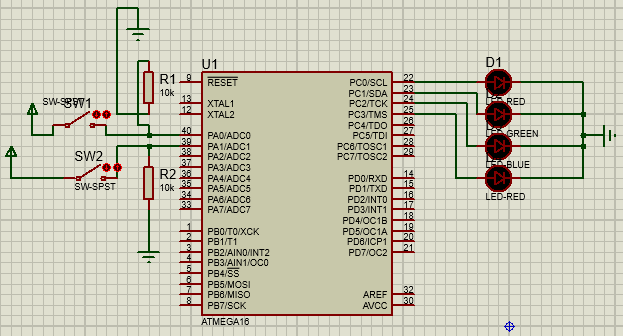 U1
D1
R1
10k
SW-SPST
SW1
SW2
SW-SPST
R2
10k
9 RESET PC0/SCL 22
PC1/SDA 23
13 XTAL1 PC2/TCK 24
12 XTAL2 PC3/TMS 25
PC4/TDO 26
40 PA0/ADC0 PC5/TDI 27
39 PA1/ADC1 PC6/TOSC1 28
38 PA2/ADC2 PC7/TOSC2 29
37 PA3/ADC3
36 PA4/ADC4 PD0/RXD 14
35 PA5/ADC5 PD1/TXD 15
34 PA6/ADC6 PD2/INT0 16
33 PA7/ADC7 PD3/INT1 17
PD4/OC1B 18
1 PB0/T0/XCK PD5/OC1A 19
2 PB1/T1 PD6/ICP1 20
3 PB2/AIN0/INT2 PD7/OC2 21
4 PB3/AIN1/OC0
5 PB4/SS
6 PB5/MOSI
7 PB6/MISO AREF 32
8 PB7/SCK AVCC 30
ATMEGA16
LED-RED
GREEN
LED-BLUE
LED-RED